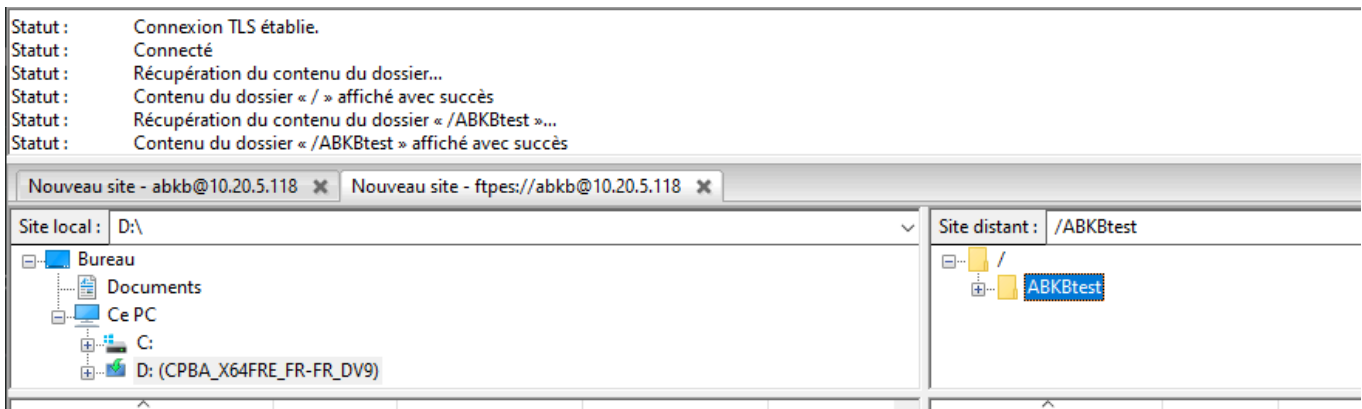 Statut : Connexion TLS établie.
Statut : Connecté
Statut : Récupération du contenu du dossier...
Statut : Contenu du dossier « / » affiché avec succès
Statut : Récupération du contenu du dossier « /ABKBtest »...
Statut : Contenu du dossier « /ABKBtest » affiché avec succès
Nouveau site - abkb@10.20.5.118 Nouveau site - ftpes://abkb@10.20.5.118
Site local : D:\ Site distant : /ABKBtest
Bureau /
Documents ABKBtest
Ce PC
C:
D: (CPBA_X64FRE_FR-FR_DV9)